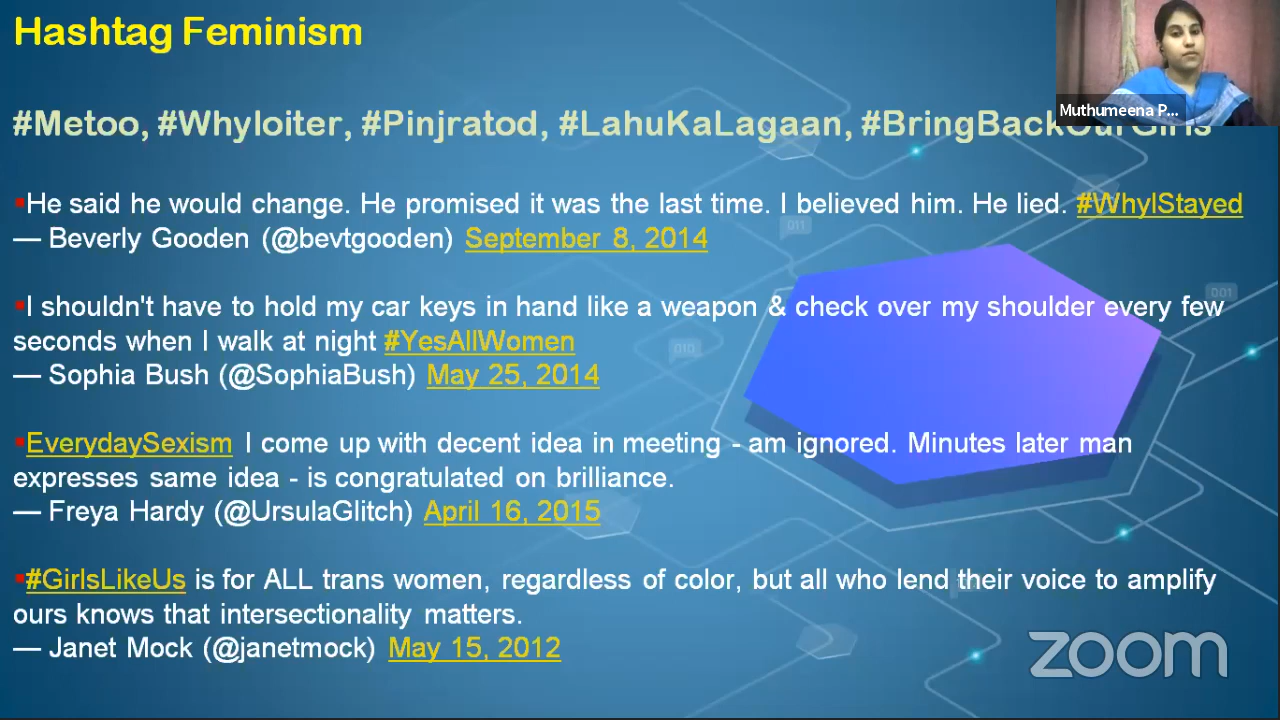 Hashtag Feminism
Muthumeena P...
#Metoo, #Whyloiter, #Pinjratod, #LahuKaLagaan, #BringBackOurGirls
▪He said he would change. He promised it was the last time. I believed him. He lied. #WhyIStayed
— Beverly Gooden (@bevtgooden) September 8, 2014
▪I shouldn't have to hold my car keys in hand like a weapon & check over my shoulder every few
seconds when I walk at night #YesAllWomen
— Sophia Bush (@SophiaBush) May 25, 2014
▪EverydaySexism I come up with decent idea in meeting - am ignored. Minutes later man
expresses same idea - is congratulated on brilliance.
— Freya Hardy (@UrsulaGlitch) April 16, 2015
▪#GirlsLikeUs is for ALL trans women, regardless of color, but all who lend their voice to amplify
ours knows that intersectionality matters.
— Janet Mock (@janetmock) May 15, 2012
zoom
011
001
010